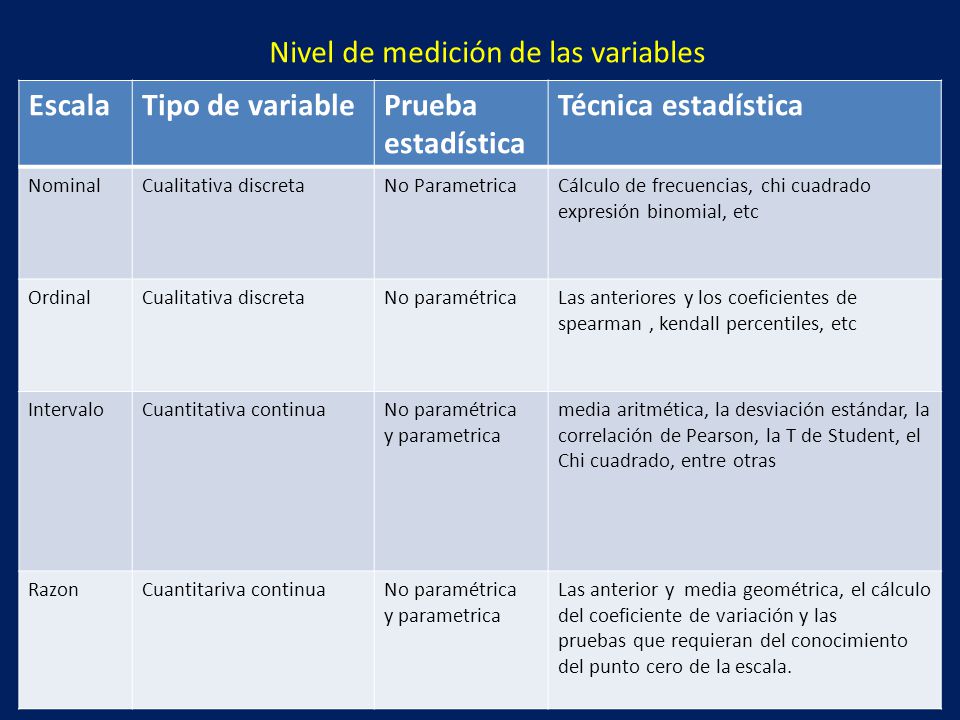 Nivel de medición de las variables
Escala Tipo de variable Prueba estadística Técnica estadística
Nominal Cualitativa discreta No Parametrica Cálculo de frecuencias, chi cuadrado
expresión binomial, etc
Ordinal Cualitativa discreta No paramétrica Las anteriores y los coeficientes de
spearman , kendall percentiles, etc
Intervalo Cuantitativa continua No paramétrica
y parametrica
media aritmética, la desviación estándar, la
correlación de Pearson, la T de Student, el
Chi cuadrado, entre otras
Razon Cuantitariva continua No paramétrica
y parametrica
Las anterior y media geométrica, el cálculo
del coeficiente de variación y las
pruebas que requieran del conocimiento
del punto cero de la escala.